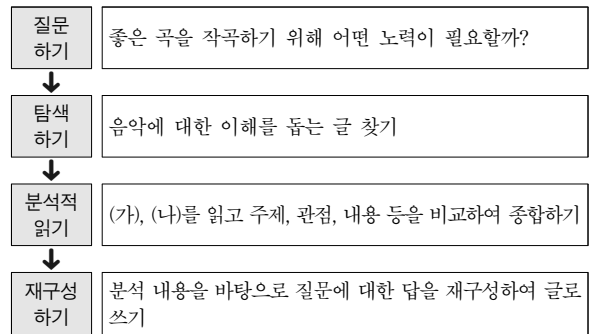 질문
하기
좋은 곡을 작곡하기 위해 어떤 노력이 필요할까?
탐색
하기
음악에 대한 이해를 돕는 글 찾기
분석적
읽기
(가), (나)를 읽고 주제, 관점, 내용 등을 비교하여 종합하기
재구성
하기
분석 내용을 바탕으로 질문에 대한 답을 재구성하여 글로
쓰기